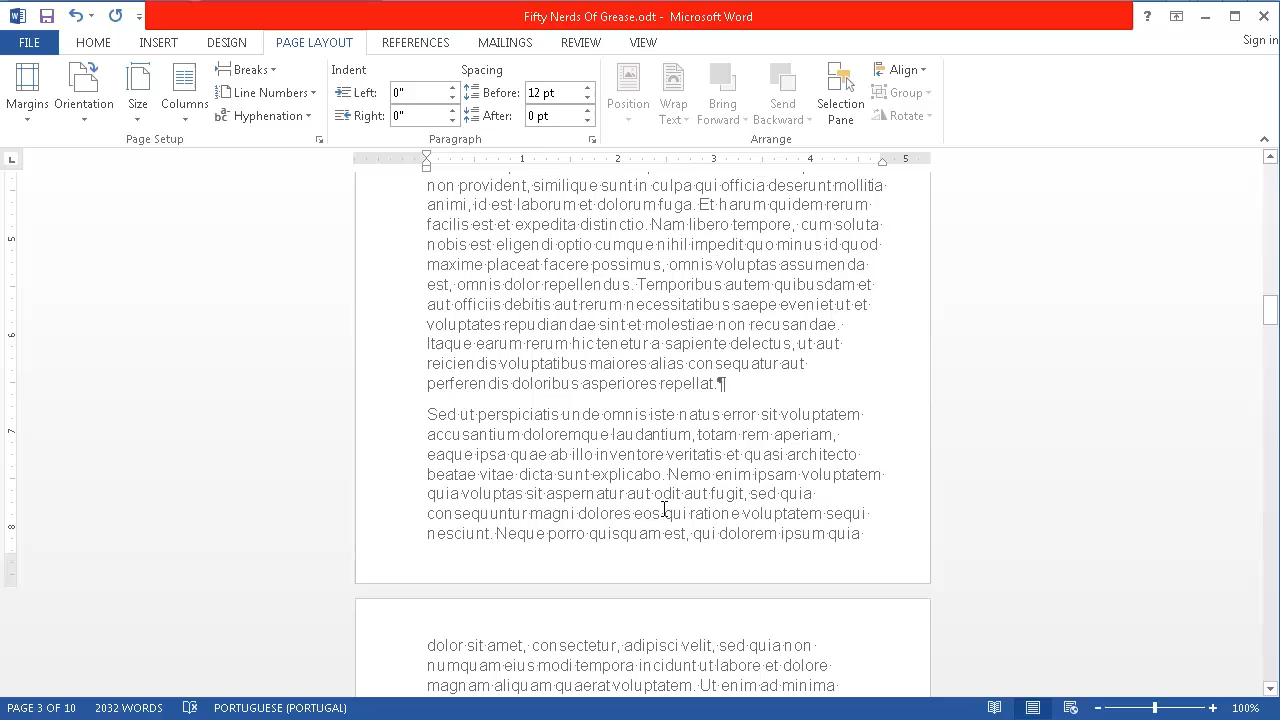 Fifty Nerds Of Grease.odt - Microsoft Word
FILE HOME INSERT DESIGN PAGE LAYOUT REFERENCES MAILINGS REVIEW VIEW Sign in
Margins Orientation Size Columns
Breaks
Line Numbers
Hyphenation
Page Setup
Indent Spacing
Left: 0" Before: 12 pt
Right: 0" After: 0 pt
Paragraph
Position Wrap Text Bring Forward Send Backward Selection Pane
Align
Group
Rotate
Arrange
1 2 3 4 5
non provident, similique sunt in culpa qui officia deserunt mollitia
animi, id est laborum et dolorum fuga. Et harum quidem rerum
facilis est et expedita distinctio. Nam libero tempore, cum soluta
nobis est eligendi optio cumque nihil impedit quo minus id quod
maxime placeat facere possimus, omnis voluptas assumenda
est, omnis dolor repellendus. Temporibus autem quibusdam et
aut officiis debitis aut rerum necessitatibus saepe eveniet ut et
voluptates repudiandae sint et molestiae non recusandae.
Itaque earum rerum hic tenetur a sapiente delectus, ut aut
reiciendis voluptatibus maiores alias consequatur aut
perferendis doloribus asperiores repellat.¶
Sed ut perspiciatis unde omnis iste natus error sit voluptatem
accusantium doloremque laudantium, totam rem aperiam,
eaque ipsa quae ab illo inventore veritatis et quasi architecto
beatae vitae dicta sunt explicabo. Nemo enim ipsam voluptatem
quia voluptas sit aspernatur aut odit aut fugit, sed quia
consequuntur magni dolores eos qui ratione voluptatem sequi
nesciunt. Neque porro quisquam est, qui dolorem ipsum quia
dolor sit amet, consectetur, adipisci velit, sed quia non
numquam eius modi tempora incidunt ut labore et dolore
magnam aliquam quaerat voluptatem. Ut enim ad minima
5
6
7
8
PAGE 3 OF 10 2032 WORDS PORTUGUESE (PORTUGAL) 100%